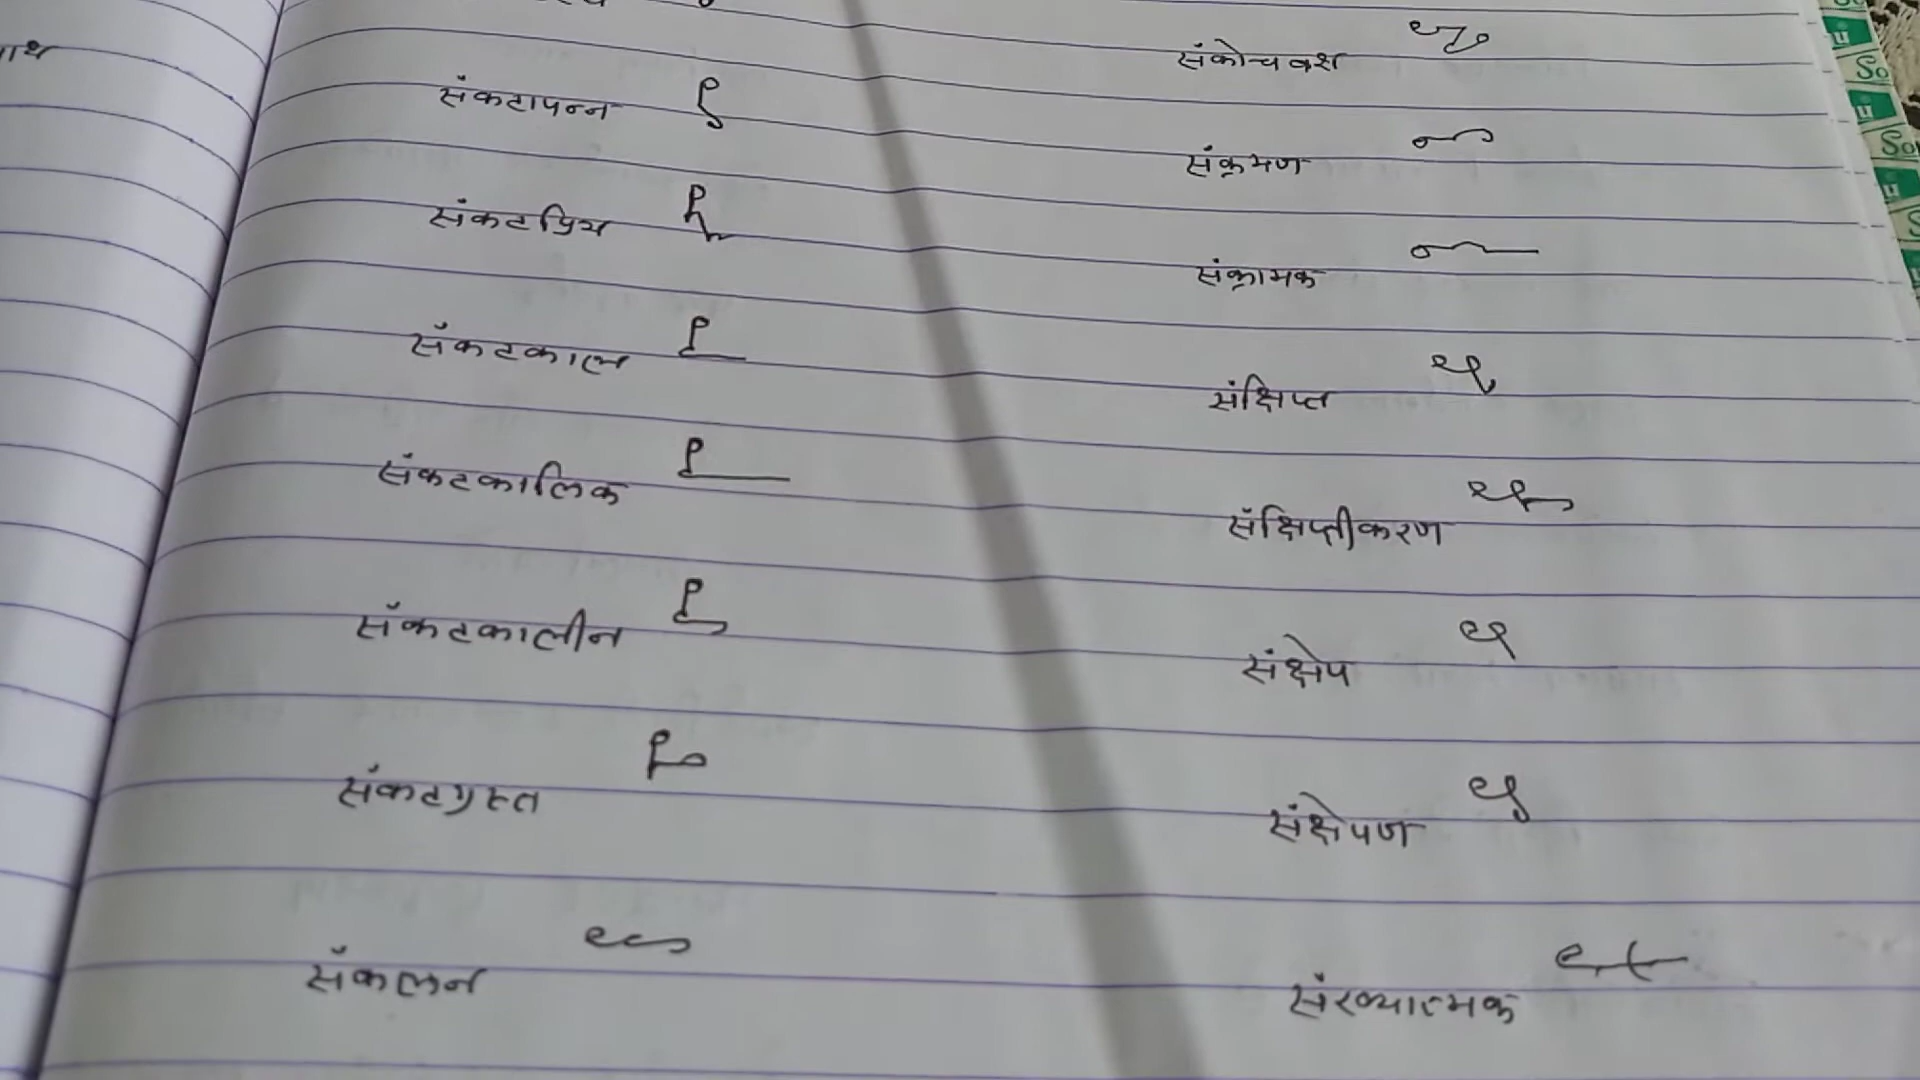 संकटापन्न
संकटप्रिय
संकटकाल
संकटकालिक
संकटकालीन
संकटग्रस्त
संकलन
संकोचवश
संक्रमण
संक्रामक
संक्षिप्त
संक्षिप्तीकरण
संक्षेप
संक्षेपण
संख्यात्मक